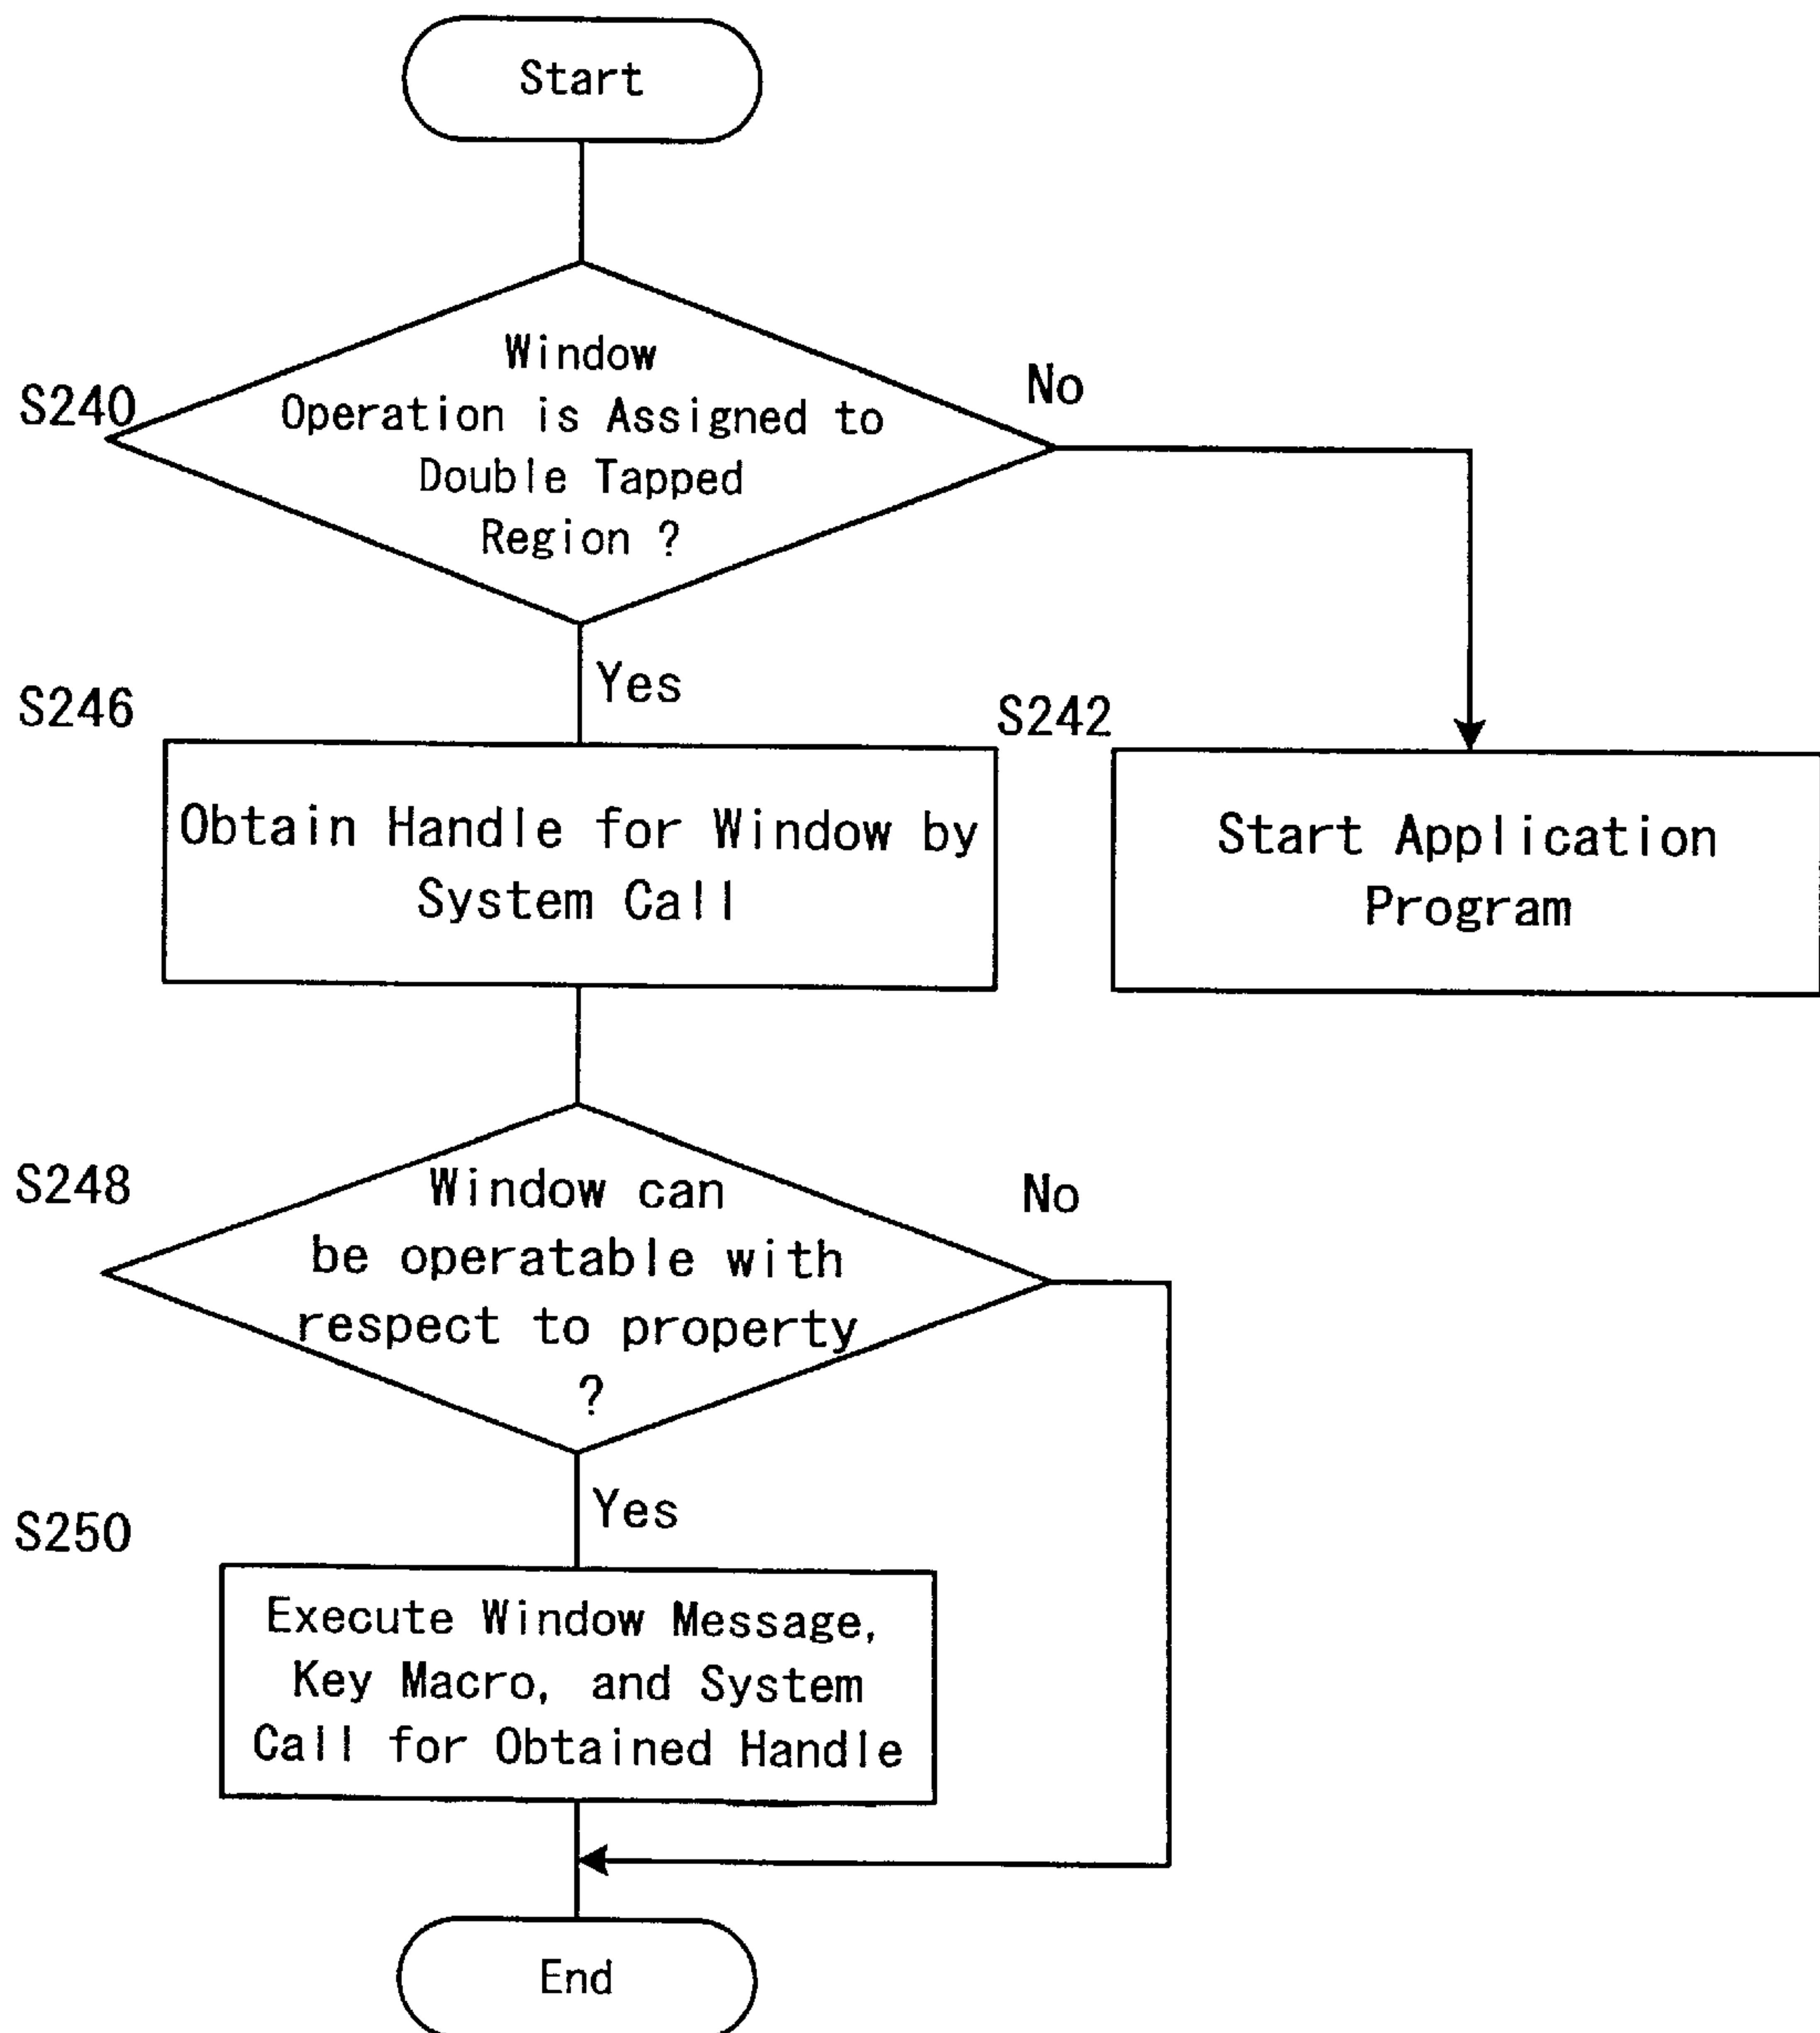 Start
S240
Window
Operation is Assigned to
Double Tapped
Region ?
No
Yes
S246
Obtain Handle for Window by
System Call
S242
Start Application
Program
S248
Window can
be operatable with
respect to property
?
No
Yes
S250
Execute Window Message,
Key Macro, and System
Call for Obtained Handle
End